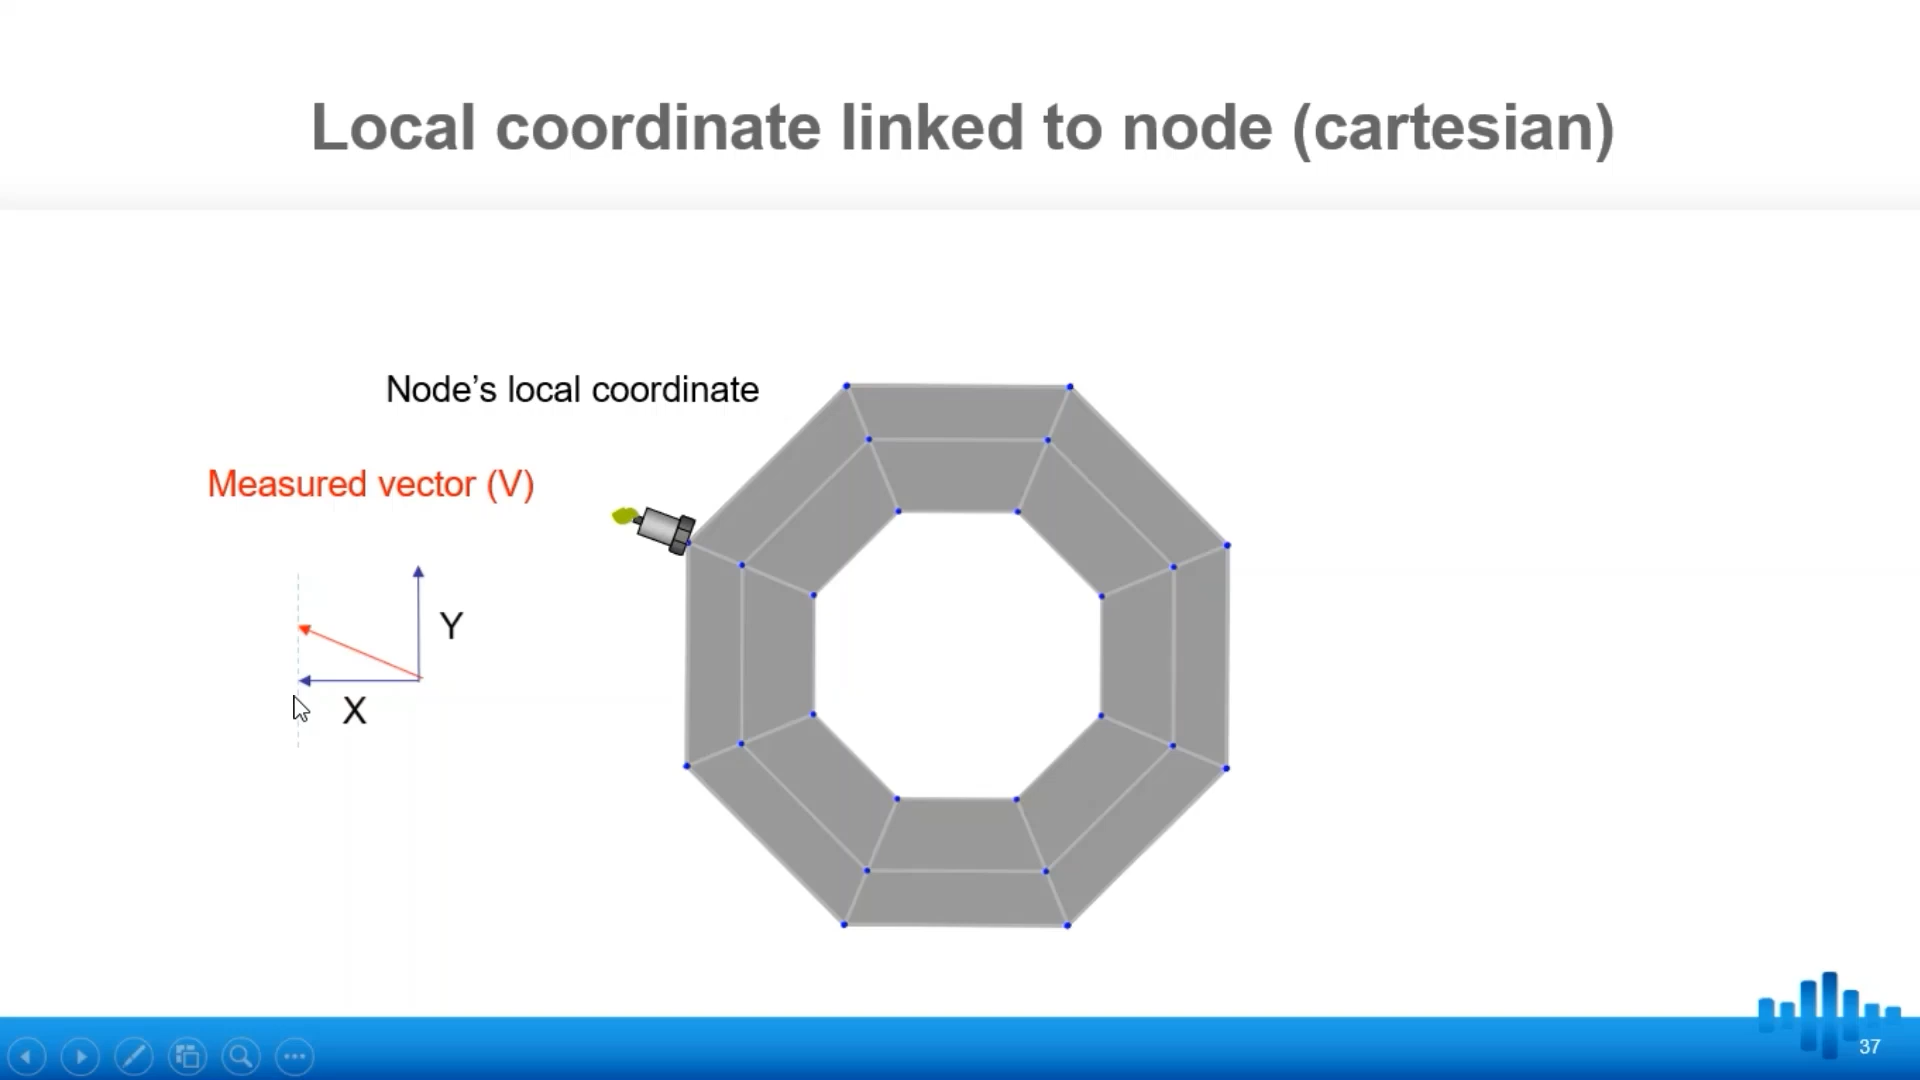 Local coordinate linked to node (cartesian)
Node’s local coordinate
Measured vector (V)
Y
X
37